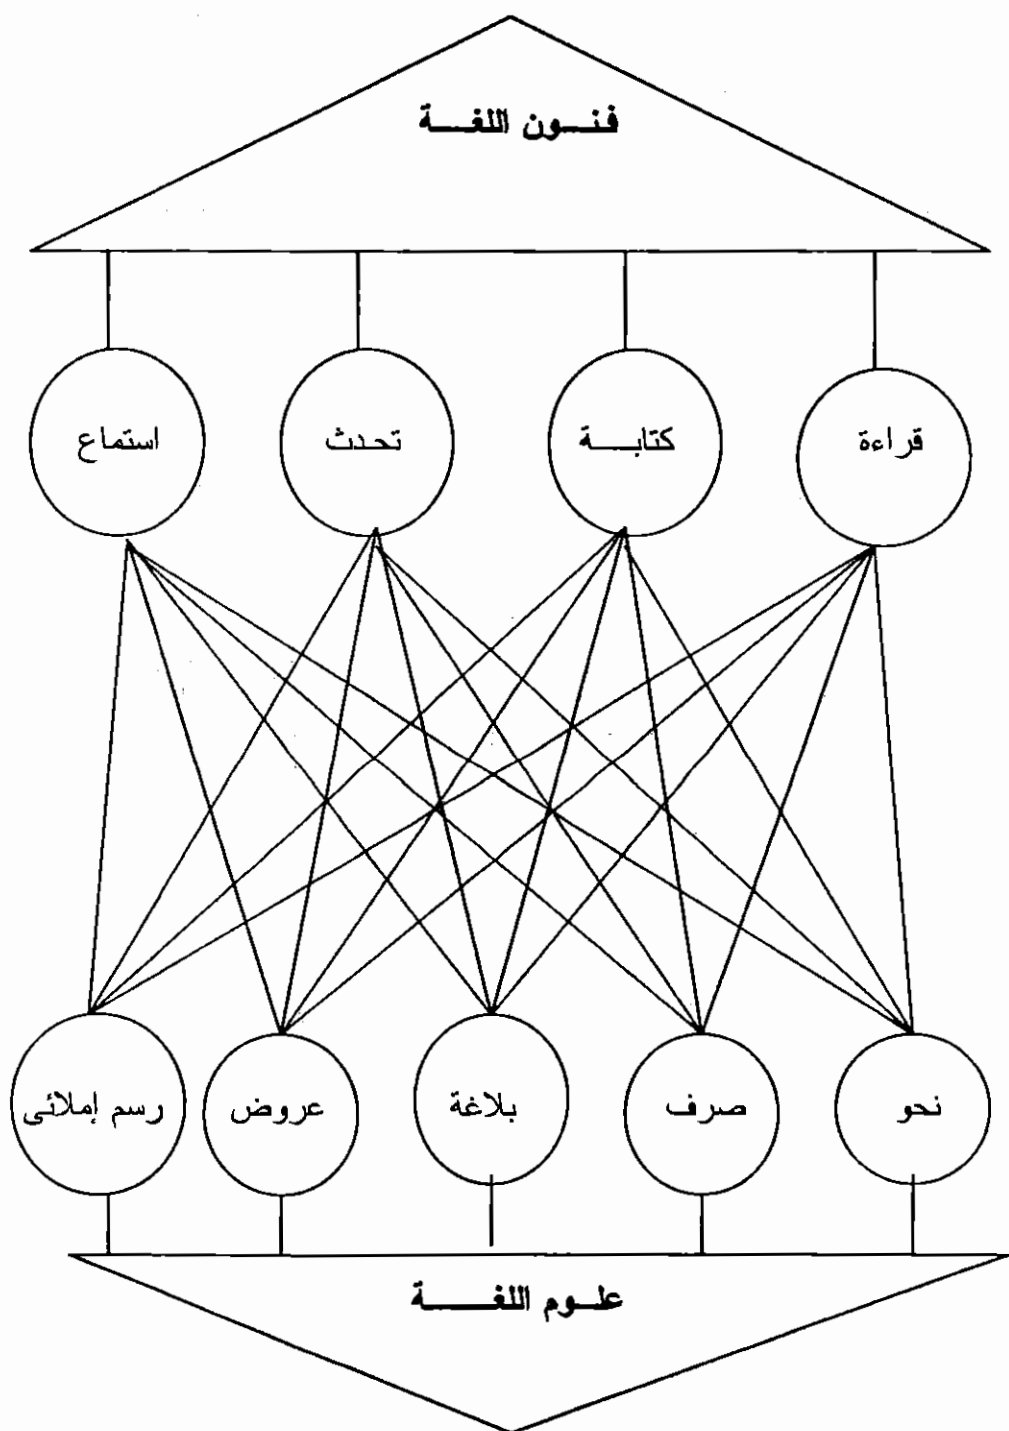 فنون اللغة
قراءة
كتابة
تحدث
استماع
نحو
صرف
بلاغة
عروض
رسم إملائى
علوم اللغة